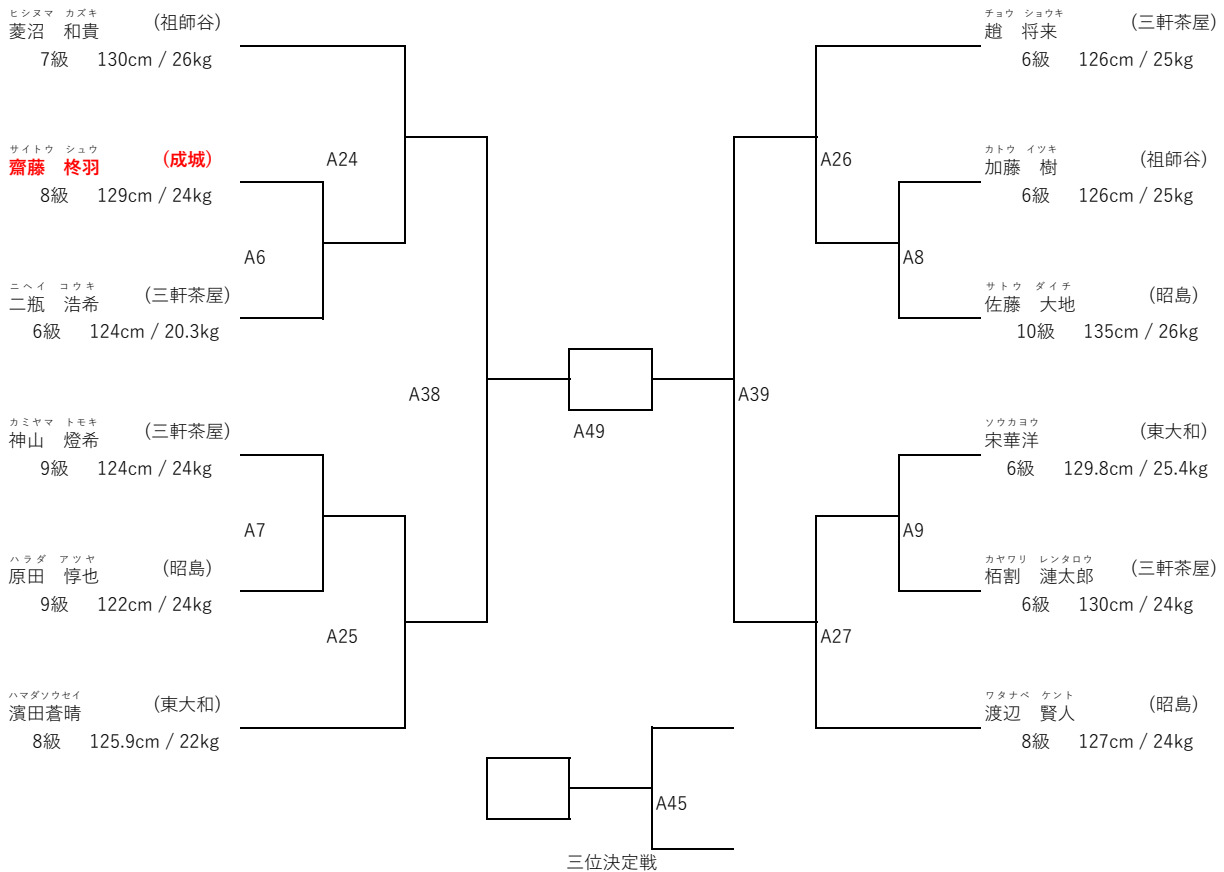 ヒシヌマ　カズキ
菱沼　和貴　(祖師谷)
7級　130cm / 26kg
サイトウ　シュウ
齋藤　柊羽　(成城)
8級　129cm / 24kg
ニヘイ　コウキ
二瓶　浩希　(三軒茶屋)
6級　124cm / 20.3kg
カミヤマ　トモキ
神山　燈希　(三軒茶屋)
9級　124cm / 24kg
ハラダ　アツヤ
原田　惇也　(昭島)
9級　122cm / 24kg
ハマダソウセイ
濱田蒼晴　(東大和)
8級　125.9cm / 22kg
A24
A6
A38
A7
A25
A49
A45
三位決定戦
チョウ　ショウキ
趙　将来　(三軒茶屋)
6級　126cm / 25kg
カトウ　イツキ
加藤　樹　(祖師谷)
6級　126cm / 25kg
サトウ　ダイチ
佐藤　大地　(昭島)
10級　135cm / 26kg
ソウカヨウ
宋華洋　(東大和)
6級　129.8cm / 25.4kg
カヤワリ　レンタロウ
栢割　漣太郎　(三軒茶屋)
6級　130cm / 24kg
ワタナベ　ケント
渡辺　賢人　(昭島)
8級　127cm / 24kg
A26
A8
A39
A9
A27